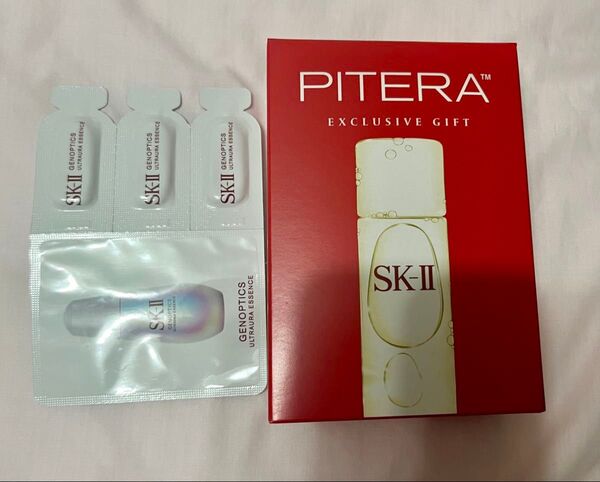 SK-II
GENOPTICS
ULTRAURA ESSENCE
SK-II
GENOPTICS
ULTRAURA ESSENCE
SK-II
GENOPTICS
ULTRAURA ESSENCE
SK-II
GENOPTICS
GENOPTICS
ULTRAURA ESSENCE
PITERA™
EXCLUSIVE GIFT
SK-II